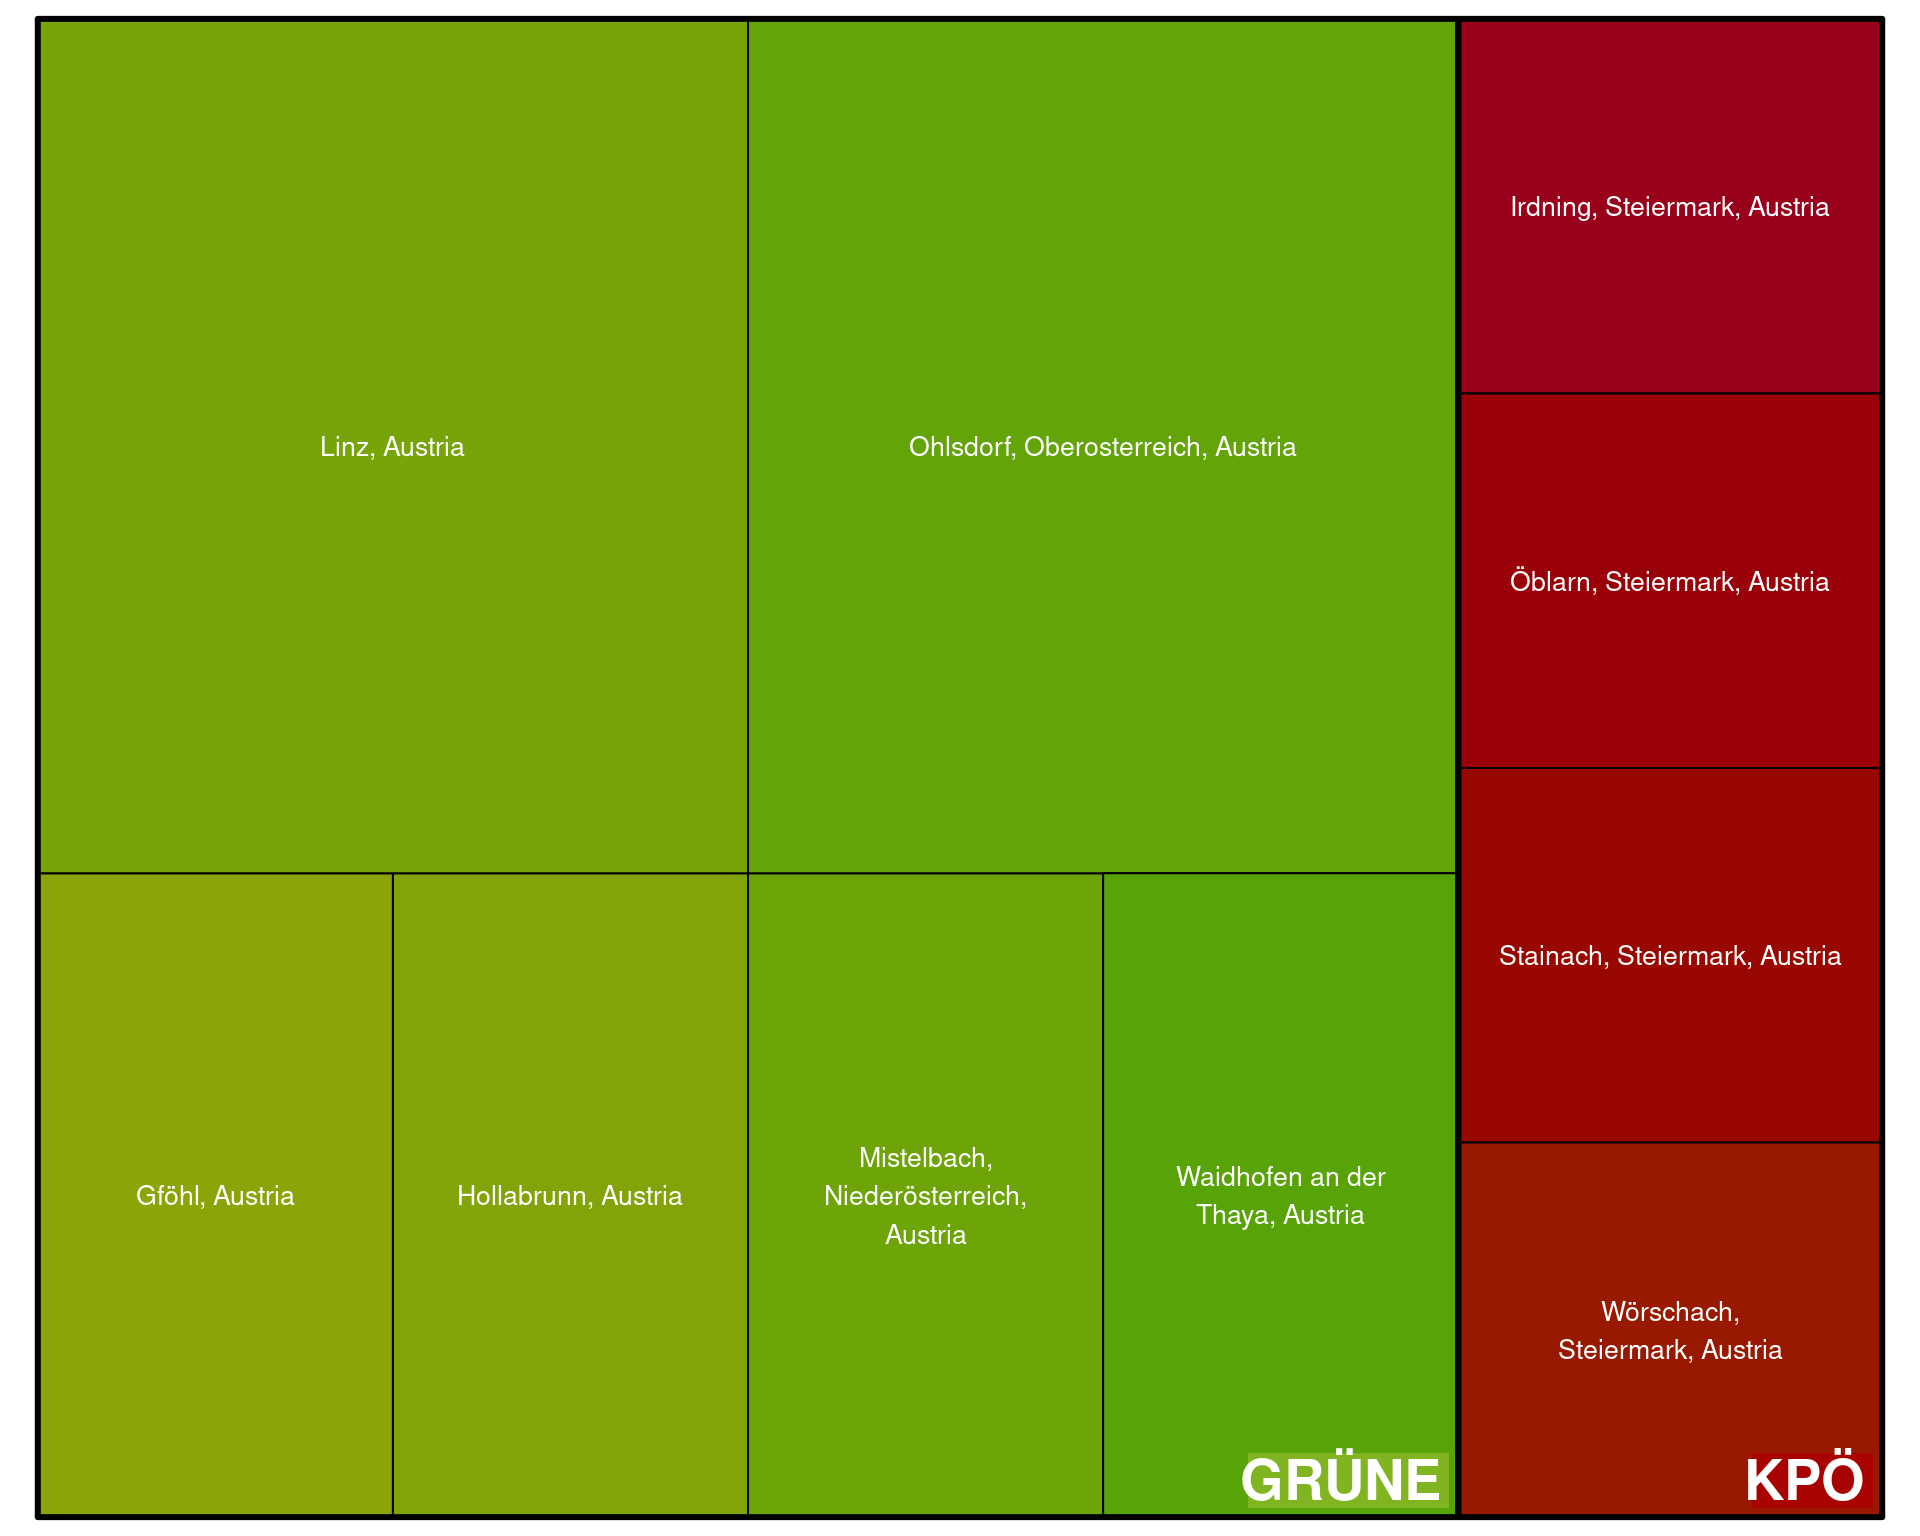 Linz, Austria
Ohlsdorf, Oberosterreich, Austria
Gföhl, Austria
Hollabrunn, Austria
Mistelbach,
Niederösterreich,
Austria
Waidhofen an der
Thaya, Austria
GRÜNE
Irdning, Steiermark, Austria
Öblarn, Steiermark, Austria
Stainach, Steiermark, Austria
Wörschach,
Steiermark, Austria
KPÖ